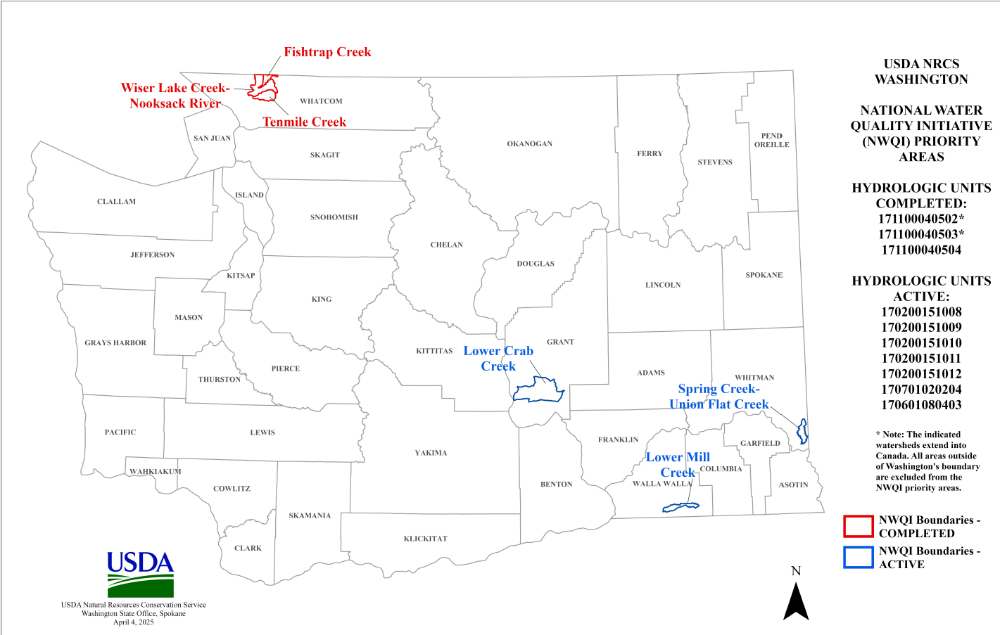 Fishtrap Creek
Wiser Lake Creek-
Nooksack River
Tenmile Creek
WHATCOM
SAN JUAN
SKAGIT
OKANOGAN
FERRY
STEVENS
PEND
OREILLE
ISLAND
CLALLAM
SNOHOMISH
JEFFERSON
CHELAN
DOUGLAS
KITSAP
LINCOLN
SPOKANE
KING
MASON
GRAYS HARBOR
KITTITAS
GRANT
Lower Crab
Creek
PIERCE
THURSTON
ADAMS
WHITMAN
Spring Creek-
Union Flat Creek
PACIFIC
LEWIS
YAKIMA
FRANKLIN
GARFIELD
Lower Mill
Creek
COLUMBIA
WAHKIAKUM
COWLITZ
BENTON
WALLA WALLA
ASOTIN
SKAMANIA
KLICKITAT
CLARK
USDA NRCS
WASHINGTON
NATIONAL WATER
QUALITY INITIATIVE
(NWQI) PRIORITY
AREAS
HYDROLOGIC UNITS
COMPLETED:
171100040502*
171100040503*
171100040504
HYDROLOGIC UNITS
ACTIVE:
170200151008
170200151009
170200151010
170200151011
170200151012
170701020204
170601080403
* Note: The indicated
watersheds extend into
Canada. All areas outside
of Washington's boundary
are excluded from the
NWQI priority areas.
NWQI Boundaries -
COMPLETED
NWQI Boundaries -
ACTIVE
N
USDA
USDA Natural Resources Conservation Service
Washington State Office, Spokane
April 4, 2025